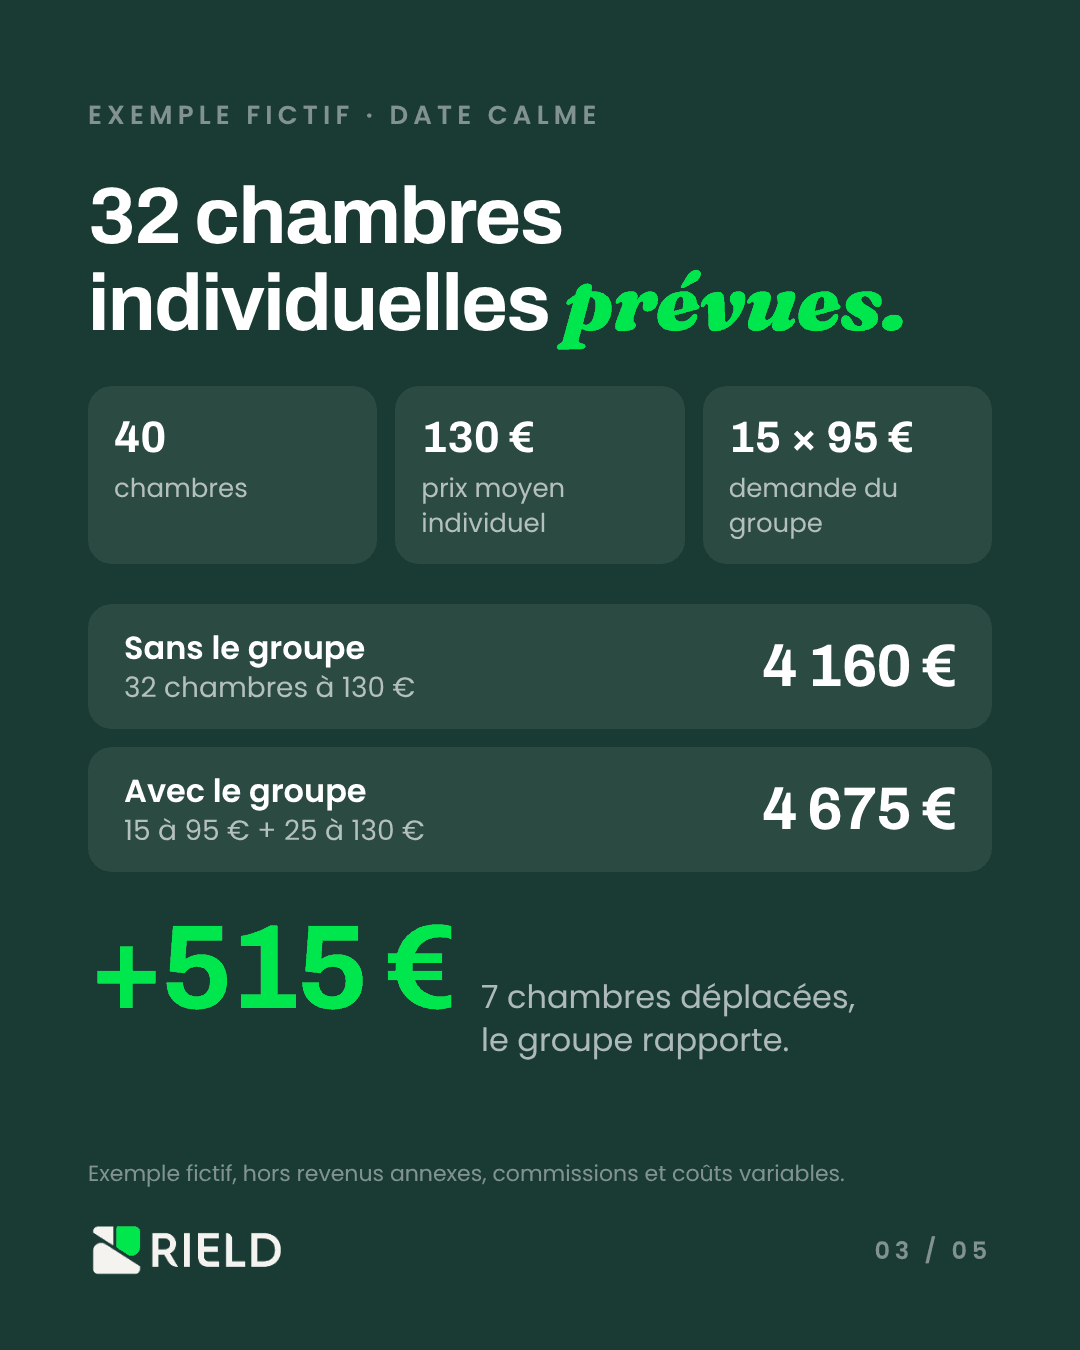 EXEMPLE FICTIF · DATE CALME
32 chambres
individuelles prévues.
40
chambres
130 €
prix moyen
individuel
15 × 95 €
demande du
groupe
Sans le groupe
32 chambres à 130 €
4 160 €
Avec le groupe
15 à 95 € + 25 à 130 €
4 675 €
+515 €
7 chambres déplacées,
le groupe rapporte.
Exemple fictif, hors revenus annexes, commissions et coûts variables.
RIELD
03 / 05